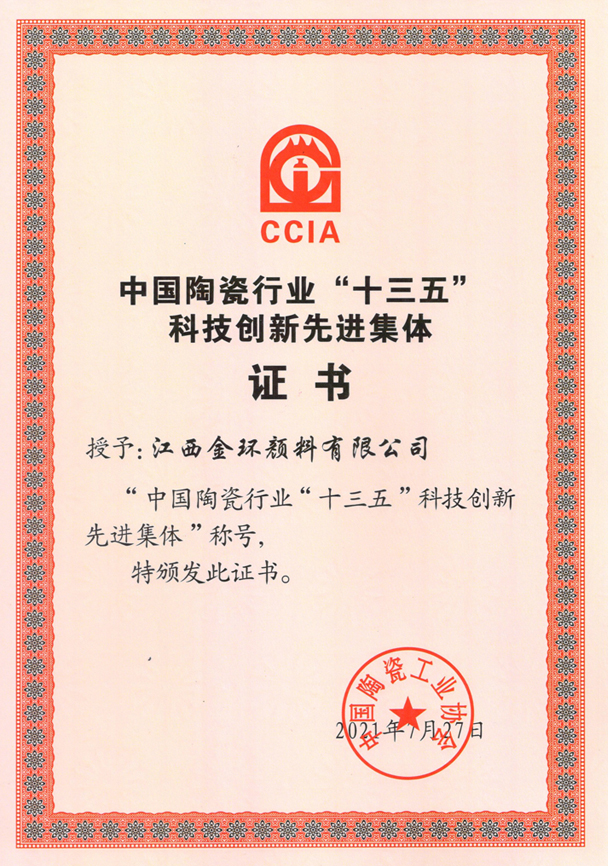 CCIA
中国陶瓷行业“十三五”
科技创新先进集体
证书
授予：江西金环颜料有限公司
“中国陶瓷行业“十三五”科技创新
先进集体”称号，
特颁发此证书。
中国陶瓷工业协会
2021年7月27日